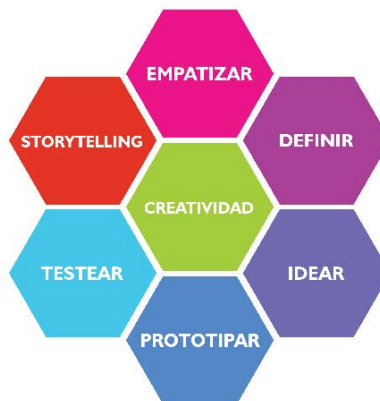 EMPATIZAR
STORYTELLING
DEFINIR
CREATIVIDAD
TESTEAR
IDEAR
PROTOTIPAR